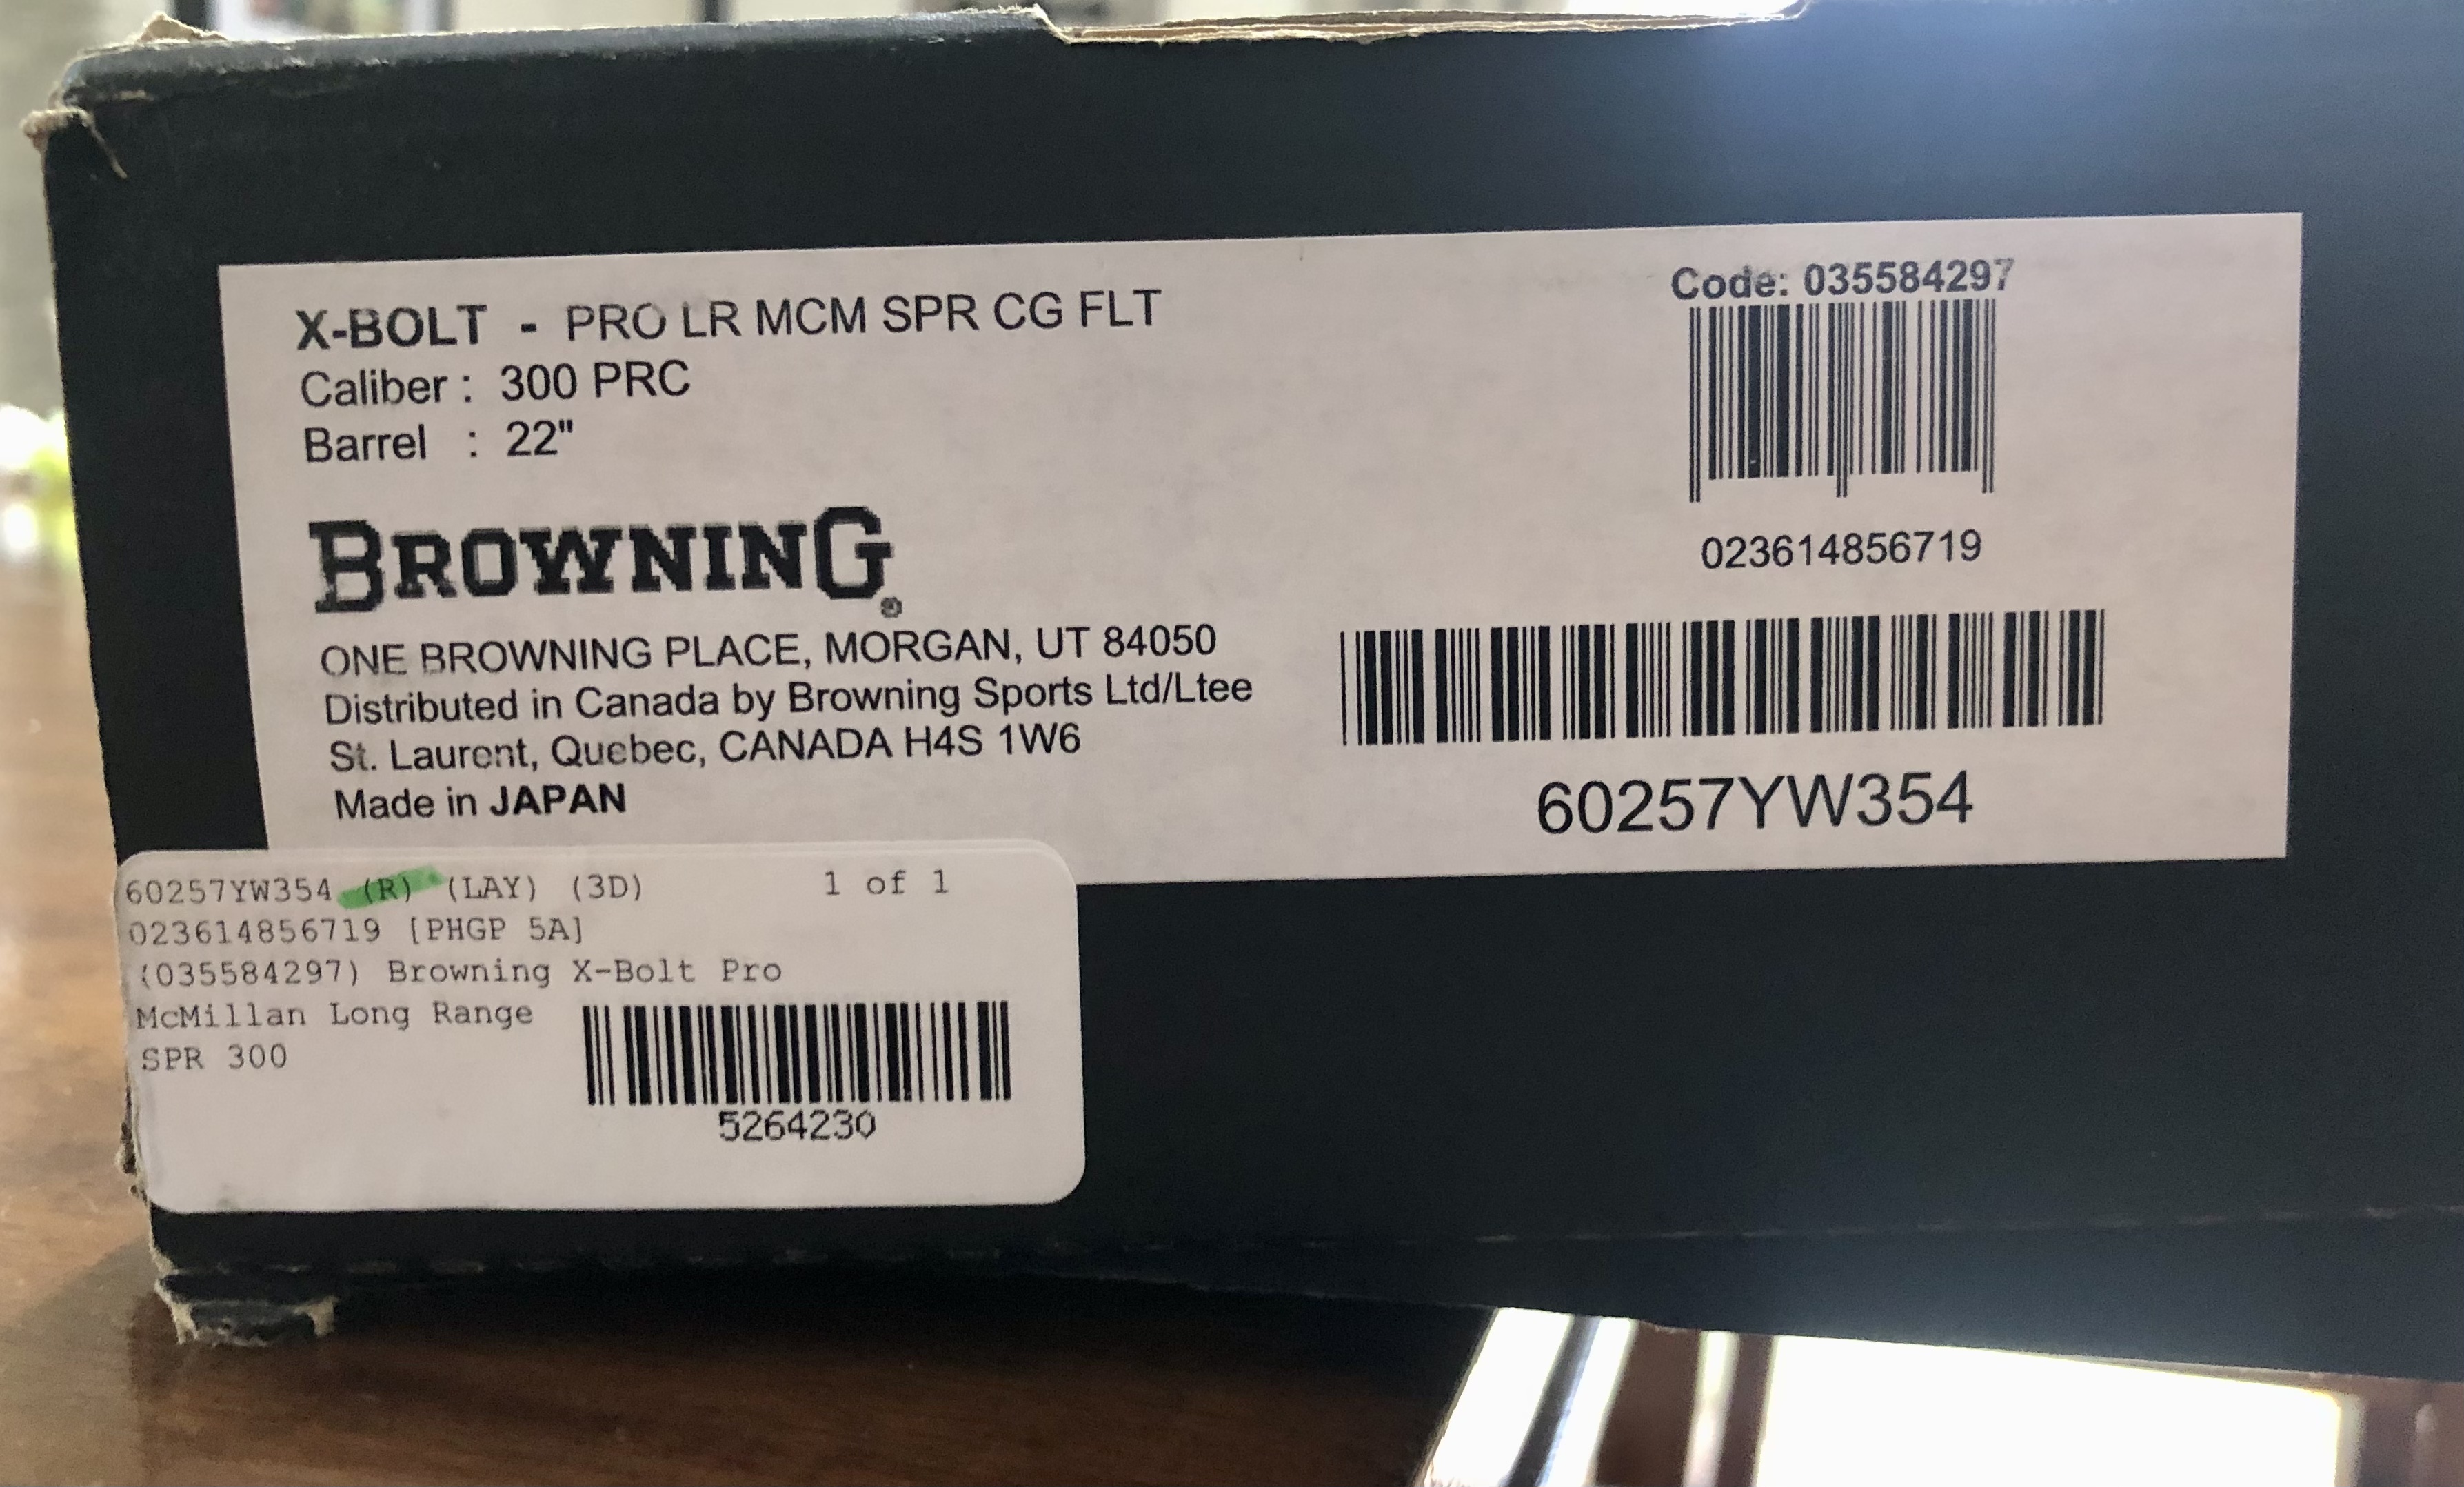 X-BOLT - PRO LR MCM SPR CG FLT
Caliber : 300 PRC
Barrel : 22"
BROWNING®
ONE BROWNING PLACE, MORGAN, UT 84050
Distributed in Canada by Browning Sports Ltd/Ltee
St. Laurent, Quebec, CANADA H4S 1W6
Made in JAPAN
Code: 035584297
023614856719
60257YW354
60257YW354 (R) (LAY) (3D) 1 of 1
023614856719 [PHGP 5A]
(035584297) Browning X-Bolt Pro
McMillan Long Range
SPR 300
5264230